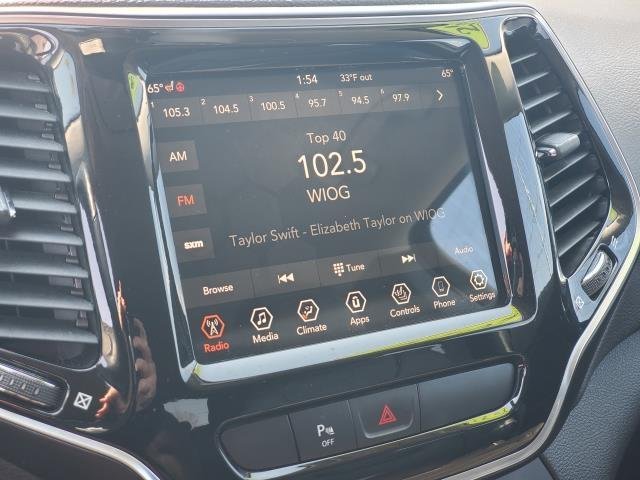 65° 1:54 33°F out 65°
1 105.3 2 104.5 3 100.5 4 95.7 5 94.5 6 97.9
Top 40
AM
102.5
FM
WIOG
sxm
Taylor Swift - Elizabeth Taylor on WIOG
Browse Tune Audio
Radio Media Climate Apps Controls Phone Settings
P
OFF